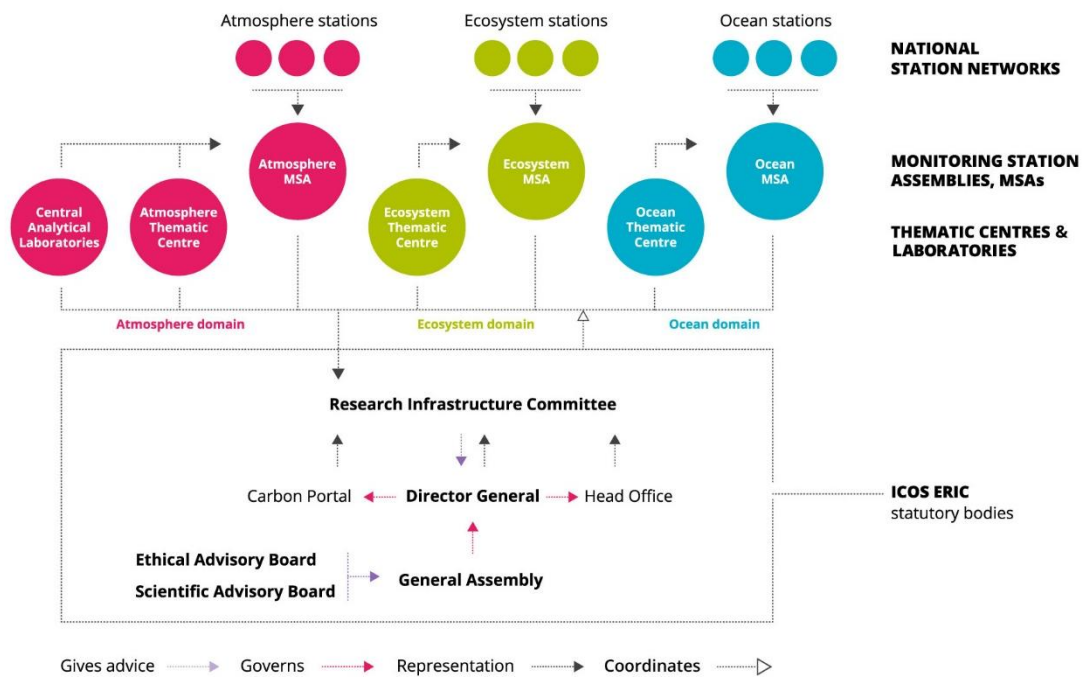 Atmosphere stations
Ecosystem stations
Ocean stations
NATIONAL
STATION NETWORKS
Atmosphere
MSA
Ecosystem
MSA
Ocean
MSA
MONITORING STATION
ASSEMBLIES, MSAs
Central
Analytical
Laboratories
Atmosphere
Thematic
Centre
Ecosystem
Thematic
Centre
Ocean
Thematic
Centre
THEMATIC CENTRES &
LABORATORIES
Atmosphere domain
Ecosystem domain
Ocean domain
Research Infrastructure Committee
Carbon Portal
Director General
Head Office
ICOS ERIC
statutory bodies
Ethical Advisory Board
Scientific Advisory Board
General Assembly
Gives advice
Governs
Representation
Coordinates